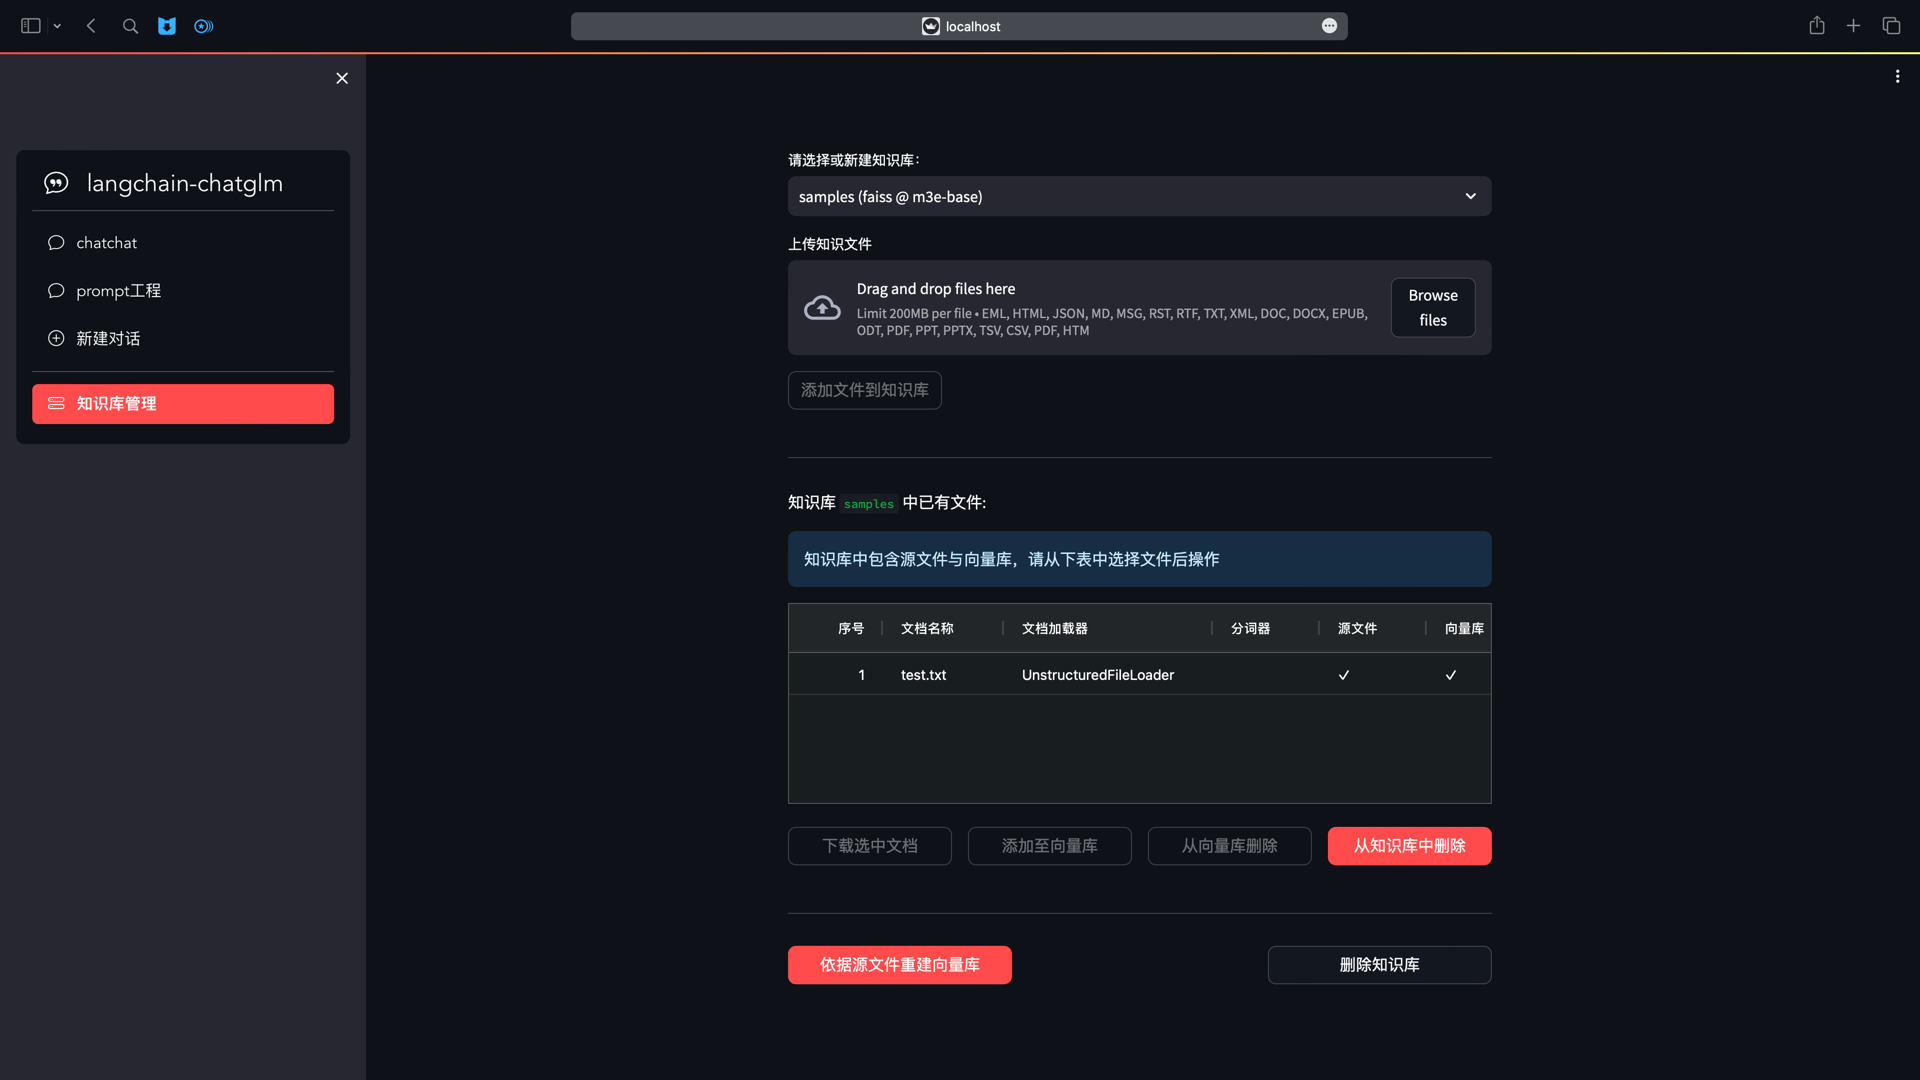 localhost
langchain-chatglm
chatchat
prompt工程
新建对话
知识库管理
请选择或新建知识库：
samples (faiss @ m3e-base)
上传知识文件
Drag and drop files here
Limit 200MB per file • EML, HTML, JSON, MD, MSG, RST, RTF, TXT, XML, DOC, DOCX, EPUB,
ODT, PDF, PPT, PPTX, TSV, CSV, PDF, HTM
Browse
files
添加文件到知识库
知识库 samples 中已有文件:
知识库中包含源文件与向量库，请从下表中选择文件后操作
序号 文档名称 文档加载器 分词器 源文件 向量库
1 test.txt UnstructuredFileLoader ✓ ✓
下载选中文档 添加至向量库 从向量库删除 从知识库中删除
依据源文件重建向量库 删除知识库